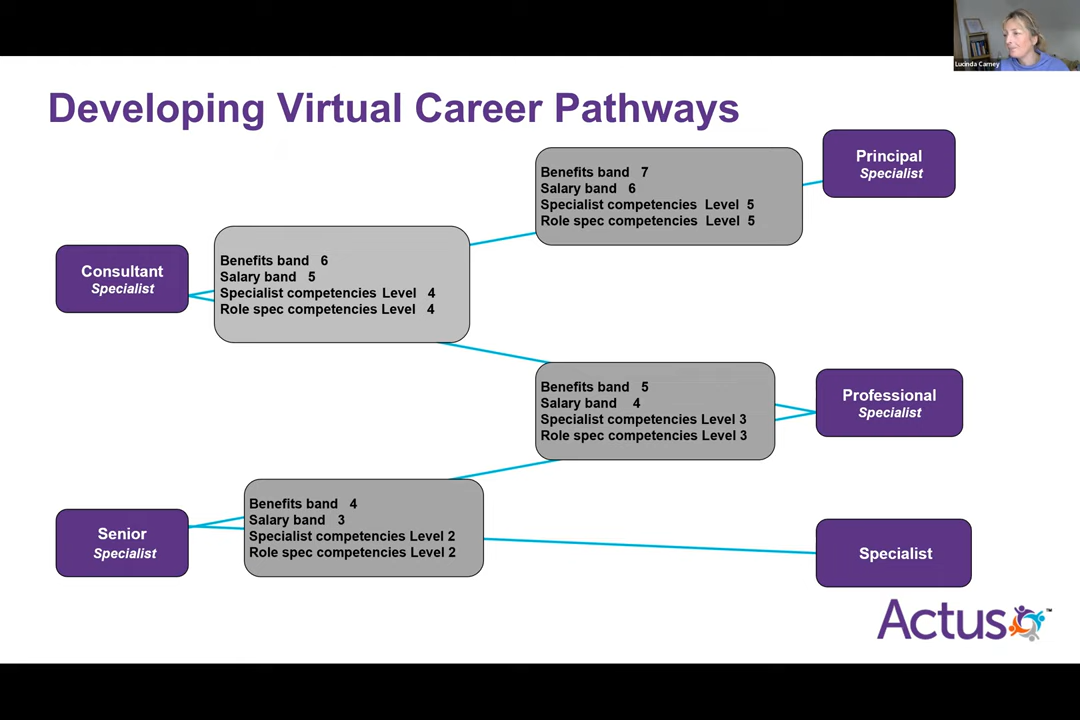 Lucinda Carney
Developing Virtual Career Pathways
Principal
Specialist
Benefits band 7
Salary band 6
Specialist competencies Level 5
Role spec competencies Level 5
Consultant
Specialist
Benefits band 6
Salary band 5
Specialist competencies Level 4
Role spec competencies Level 4
Benefits band 5
Salary band 4
Specialist competencies Level 3
Role spec competencies Level 3
Professional
Specialist
Senior
Specialist
Benefits band 4
Salary band 3
Specialist competencies Level 2
Role spec competencies Level 2
Specialist
Actus™